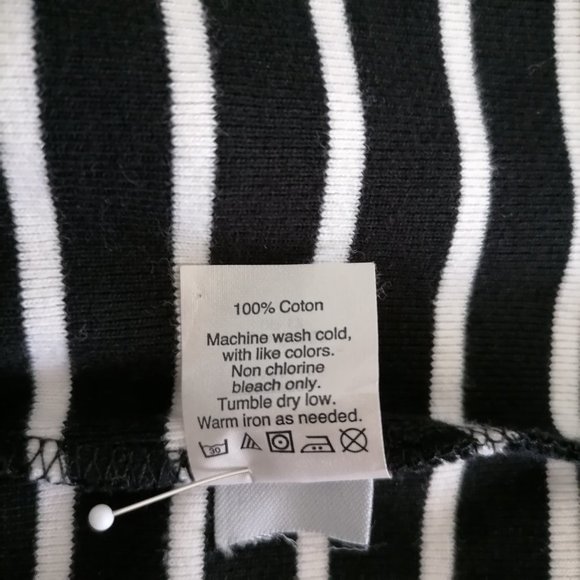 100% Coton
Machine wash cold,
with like colors.
Non chlorine
bleach only.
Tumble dry low.
Warm iron as needed.
30